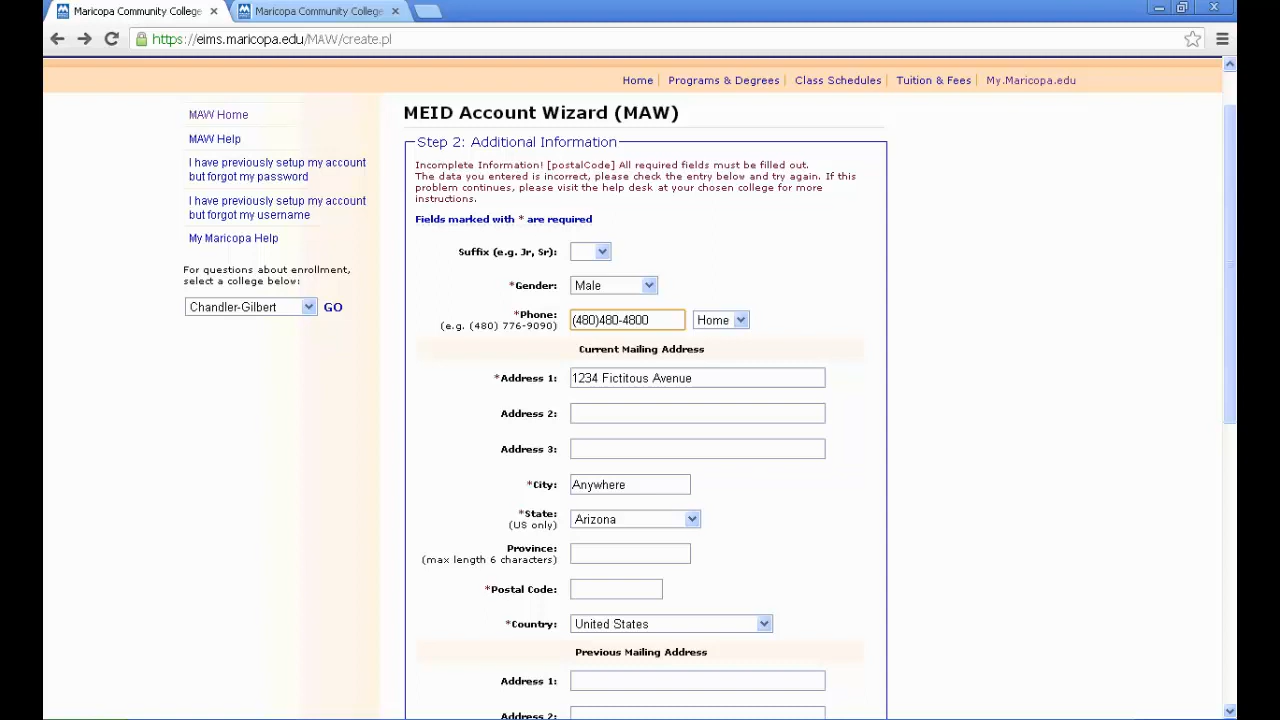 Maricopa Community College
Maricopa Community College
https://eims.maricopa.edu/MAW/create.pl
Home
Programs & Degrees
Class Schedules
Tuition & Fees
My.Maricopa.edu
MAW Home
MAW Help
I have previously setup my account
but forgot my password
I have previously setup my account
but forgot my username
My Maricopa Help
For questions about enrollment,
select a college below:
Chandler-Gilbert
GO
MEID Account Wizard (MAW)
Step 2: Additional Information
Incomplete Information! [postalCode] All required fields must be filled out.
The data you entered is incorrect, please check the entry below and try again. If this
problem continues, please visit the help desk at your chosen college for more
instructions.
Fields marked with * are required
Suffix (e.g. Jr, Sr):
*Gender: Male
*Phone: (480)480-4800 Home
(e.g. (480) 776-9090)
Current Mailing Address
*Address 1: 1234 Fictitous Avenue
Address 2:
Address 3:
*City: Anywhere
*State: Arizona
(US only)
Province:
(max length 6 characters)
*Postal Code:
*Country: United States
Previous Mailing Address
Address 1:
Address 2: